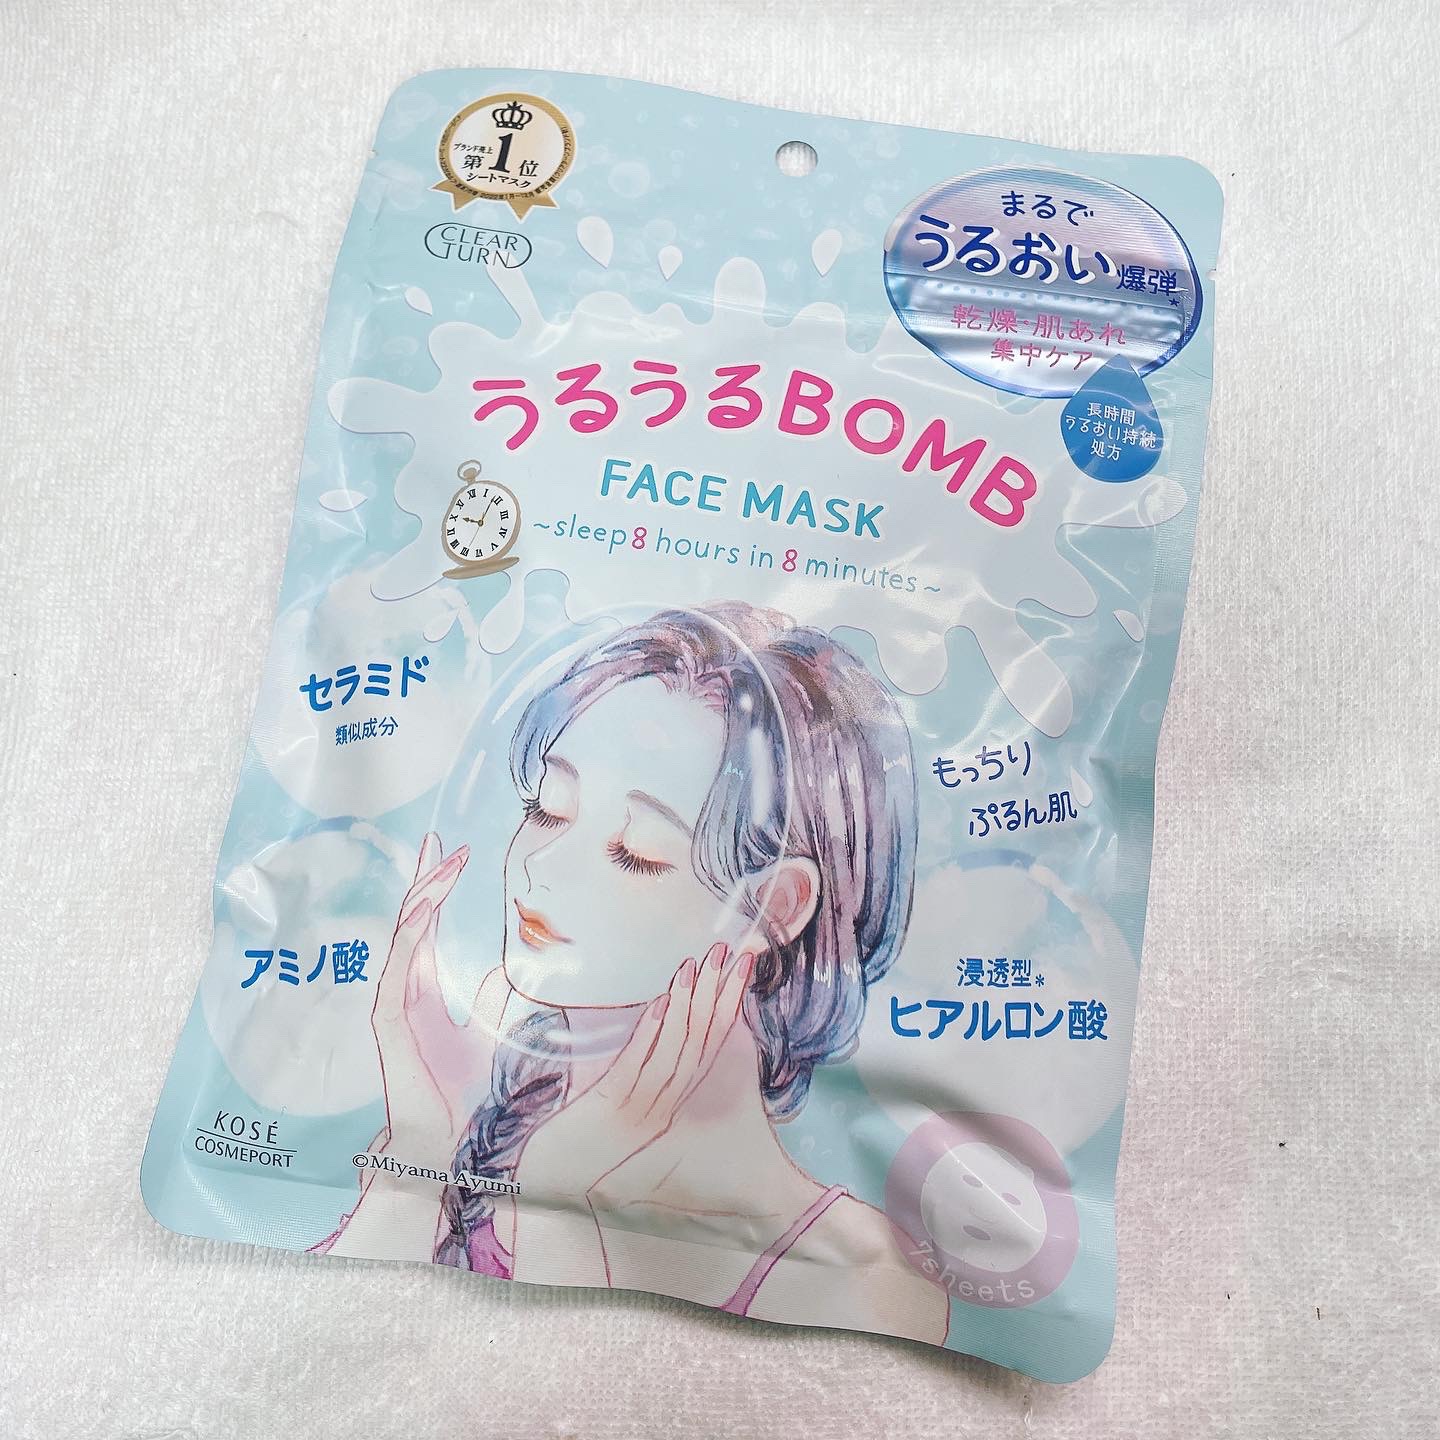 ブランド売上
第1位
シートマスク
CLEAR
TURN
まるで
うるおい爆弾★
乾燥・肌あれ
集中ケア
長時間
うるおい持続
処方
うるうるBOMB
FACE MASK
~sleep 8 hours in 8 minutes~
セラミド
類似成分
もっちり
ぷるん肌
アミノ酸
浸透型*
ヒアルロン酸
KOSÉ
COSMEPORT
©Miyama Ayumi
7sheets